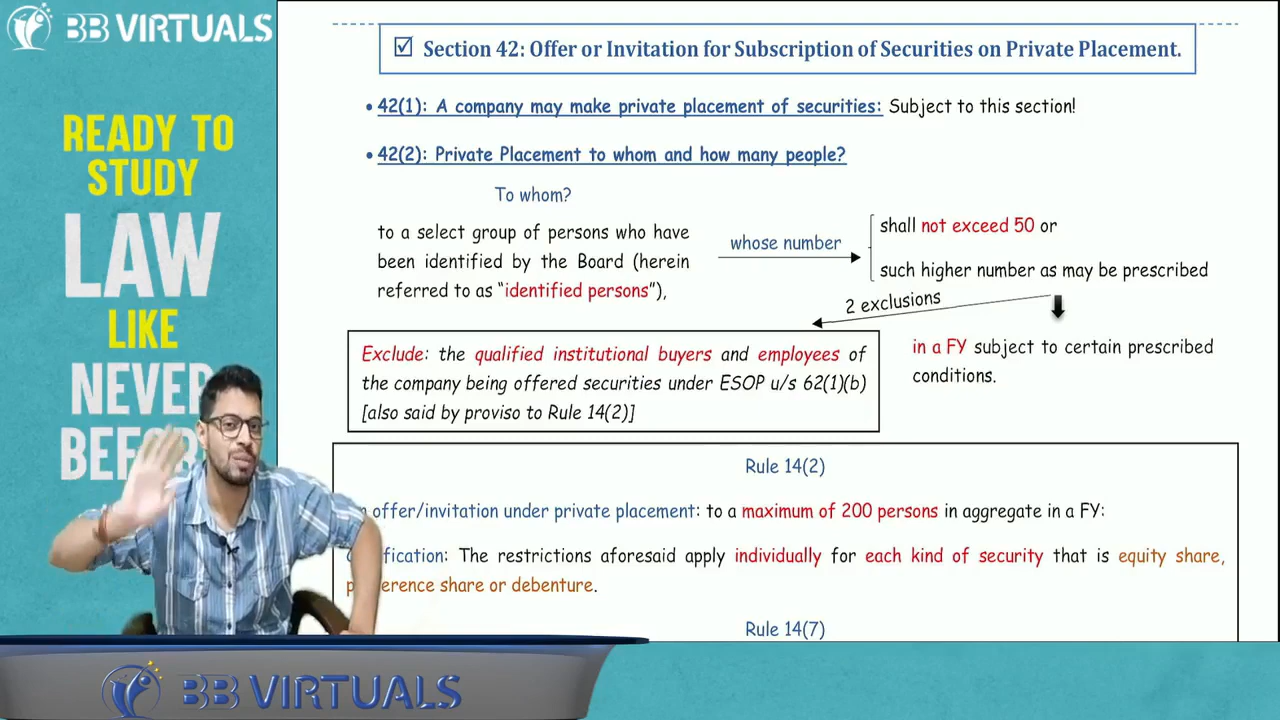 BB VIRTUALS
READY TO
STUDY
LAW
LIKE
NEVER
☑ Section 42: Offer or Invitation for Subscription of Securities on Private Placement.
• 42(1): A company may make private placement of securities: Subject to this section!
• 42(2): Private Placement to whom and how many people?
To whom?
to a select group of persons who have
been identified by the Board (herein
referred to as “identified persons”),
whose number
shall not exceed 50 or
such higher number as may be prescribed
2 exclusions
in a FY subject to certain prescribed
conditions.
Exclude: the qualified institutional buyers and employees of
the company being offered securities under ESOP u/s 62(1)(b)
[also said by proviso to Rule 14(2)]
Rule 14(2)
offer/invitation under private placement: to a maximum of 200 persons in aggregate in a FY:
The restrictions aforesaid apply individually for each kind of security that is equity share,
share or debenture.
Rule 14(7)
BB VIRTUALS